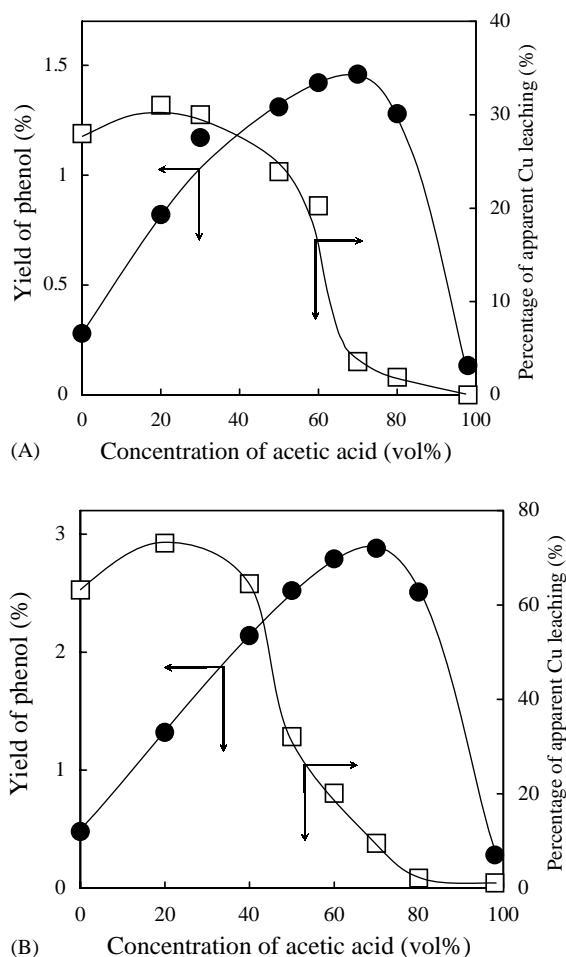 40
1.5
30
1
20
0.5
10
0
0
0 20 40 60 80 100
Yield of phenol (%)
Percentage of apparent Cu leaching (%)
(A) Concentration of acetic acid (vol%)
80
3
60
2
40
1
20
0
0
0 20 40 60 80 100
Yield of phenol (%)
Percentage of apparent Cu leaching (%)
(B) Concentration of acetic acid (vol%)